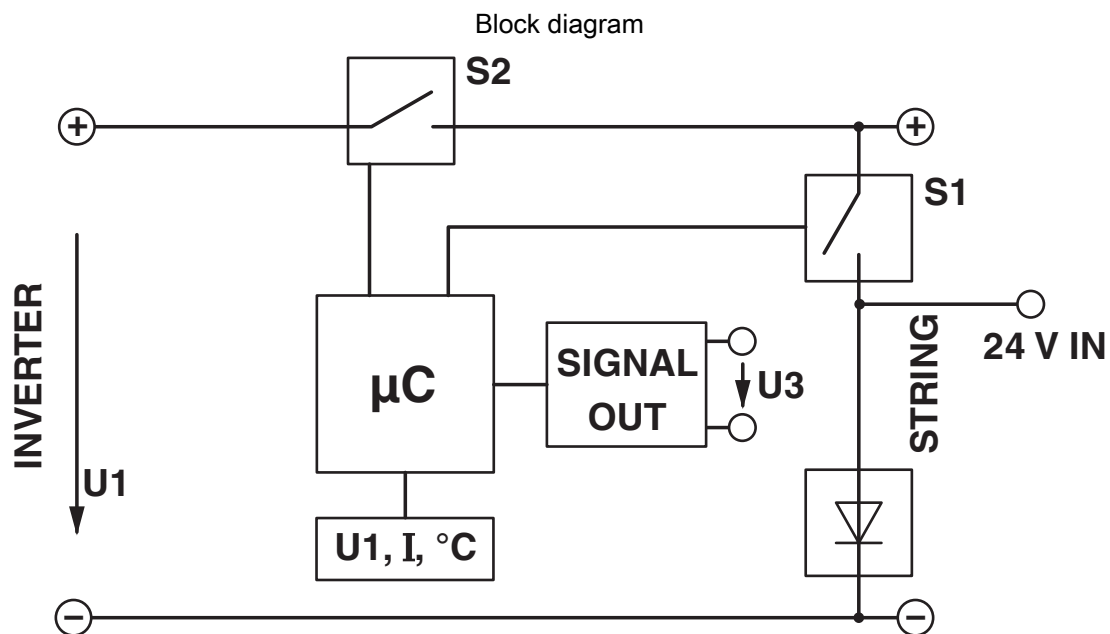 Block diagram
S2
+
+
S1
INVERTER
U1
µC
SIGNAL
OUT
U3
STRING
24 V IN
U1, I, °C
−
−